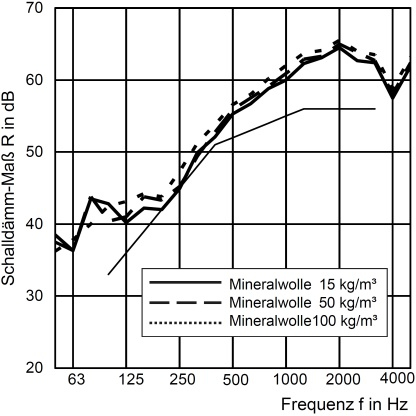 70
60
50
40
30
20
Schalldämm-Maß R in dB
Mineralwolle 15 kg/m³
Mineralwolle 50 kg/m³
Mineralwolle100 kg/m³
63 125 250 500 1000 2000 4000
Frequenz f in Hz